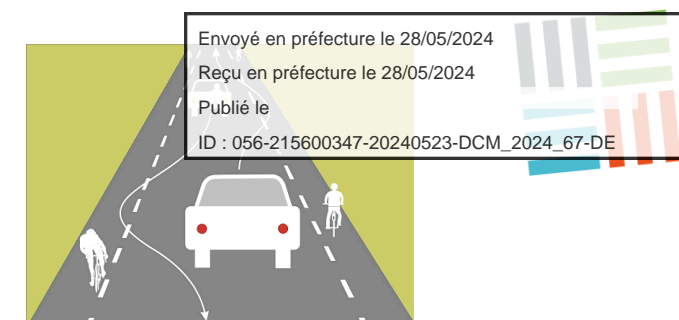 Envoyé en préfecture le 28/05/2024
Reçu en préfecture le 28/05/2024
Publié le
ID : 056-215600347-20240523-DCM_2024_67-DE